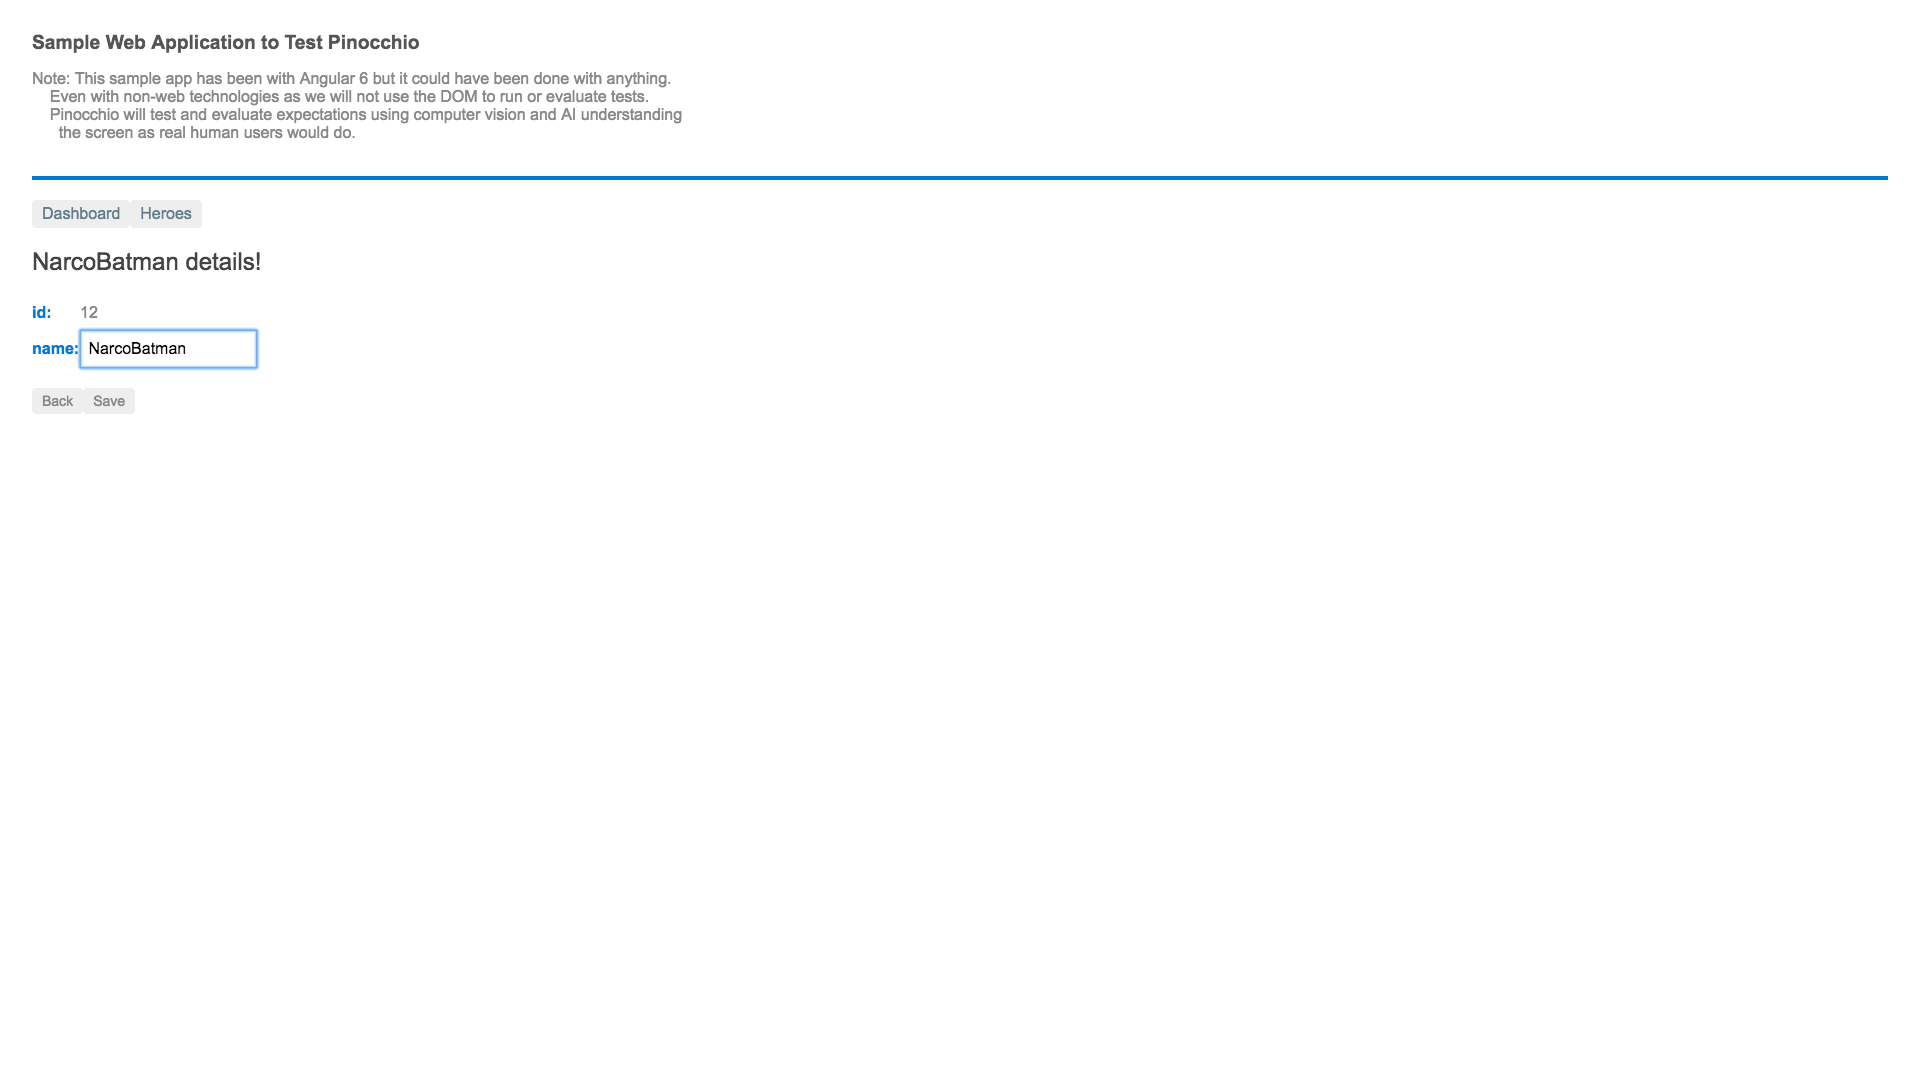 Sample Web Application to Test Pinocchio
Note: This sample app has been with Angular 6 but it could have been done with anything.
Even with non-web technologies as we will not use the DOM to run or evaluate tests.
Pinocchio will test and evaluate expectations using computer vision and AI understanding
the screen as real human users would do.
Dashboard Heroes
NarcoBatman details!
id: 12
name: NarcoBatman
Back Save